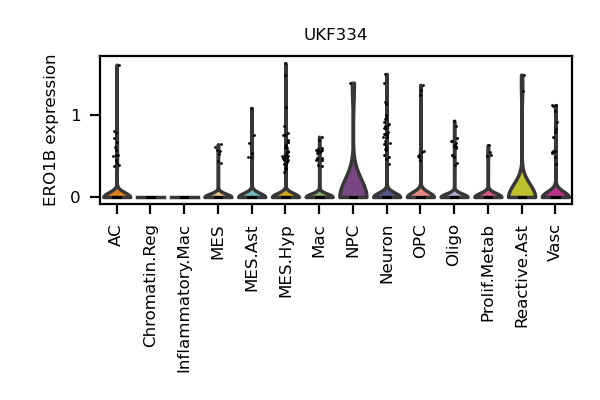 UKF334
ERO1B expression
1
0
AC
Chromatin.Reg
Inflammatory.Mac
MES
MES.Ast
MES.Hyp
Mac
NPC
Neuron
OPC
Oligo
Prolif.Metab
Reactive.Ast
Vasc